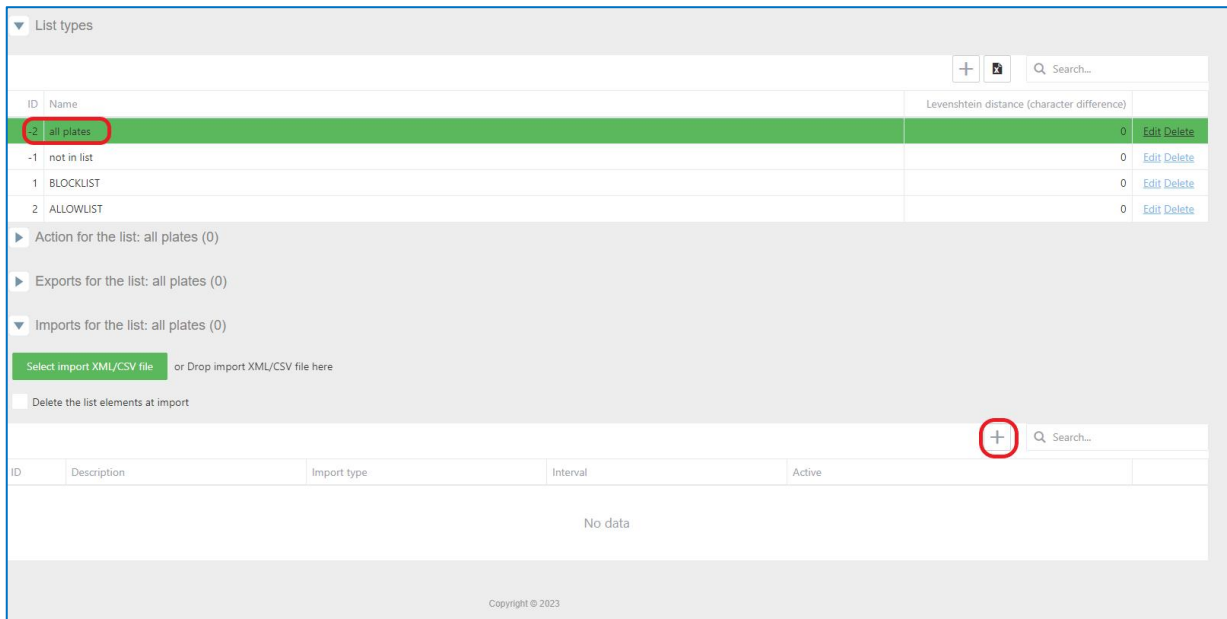 List types
Search...
ID Name Levenshtein distance (character difference)
-2 all plates 0 Edit Delete
-1 not in list 0 Edit Delete
1 BLOCKLIST 0 Edit Delete
2 ALLOWLIST 0 Edit Delete
Action for the list: all plates (0)
Exports for the list: all plates (0)
Imports for the list: all plates (0)
Select import XML/CSV file or Drop import XML/CSV file here
Delete the list elements at import
Search...
ID Description Import type Interval Active
No data
Copyright © 2023